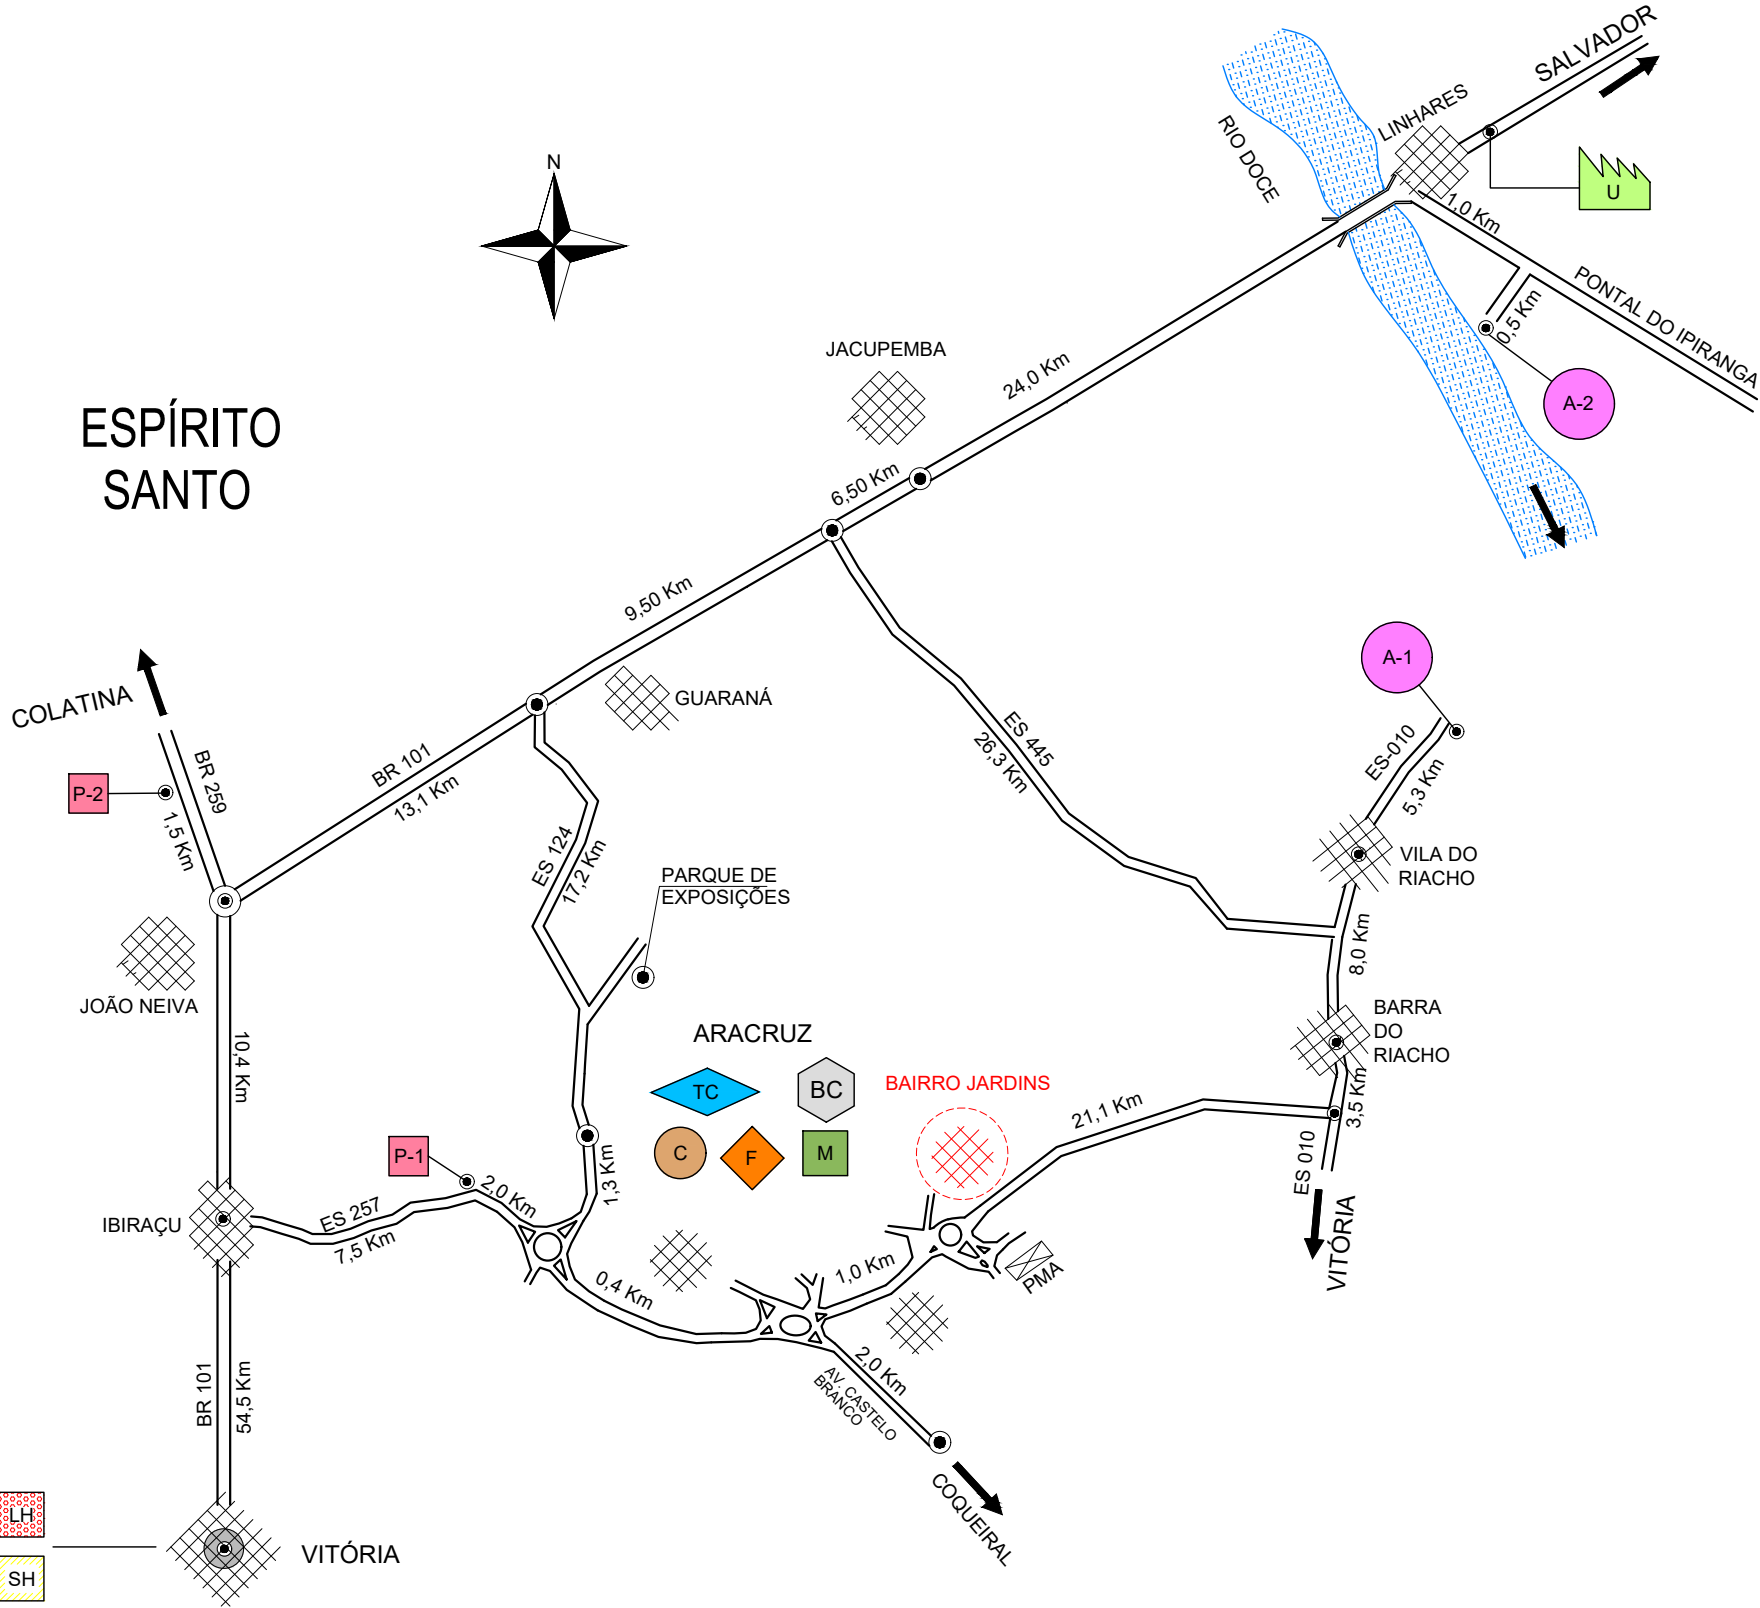 SALVADOR
LINHARES
RIO DOCE
U
1,0 Km
N
PONTAL DO IPIRANGA
0,5 Km
A-2
JACUPEMBA
24,0 Km
ESPÍRITO
SANTO
6,50 Km
9,50 Km
A-1
COLATINA
GUARANÁ
BR 259
P-2
1,5 Km
BR 101
13,1 Km
ES 445
26,3 Km
ES-010
5,3 Km
ES 124
17,2 Km
VILA DO
RIACHO
PARQUE DE
EXPOSIÇÕES
8,0 Km
JOÃO NEIVA
BARRA
DO
RIACHO
ARACRUZ
10,4 Km
TC
BC
BAIRRO JARDINS
21,1 Km
3,5 Km
C
F
M
P-1
2,0 Km
1,3 Km
ES 010
IBIRAÇU
ES 257
7,5 Km
VITÓRIA
0,4 Km
1,0 Km
PMA
BR 101
54,5 Km
2,0 Km
AV. CASTELO
BRANCO
COQUEIRAL
LH
VITÓRIA
SH